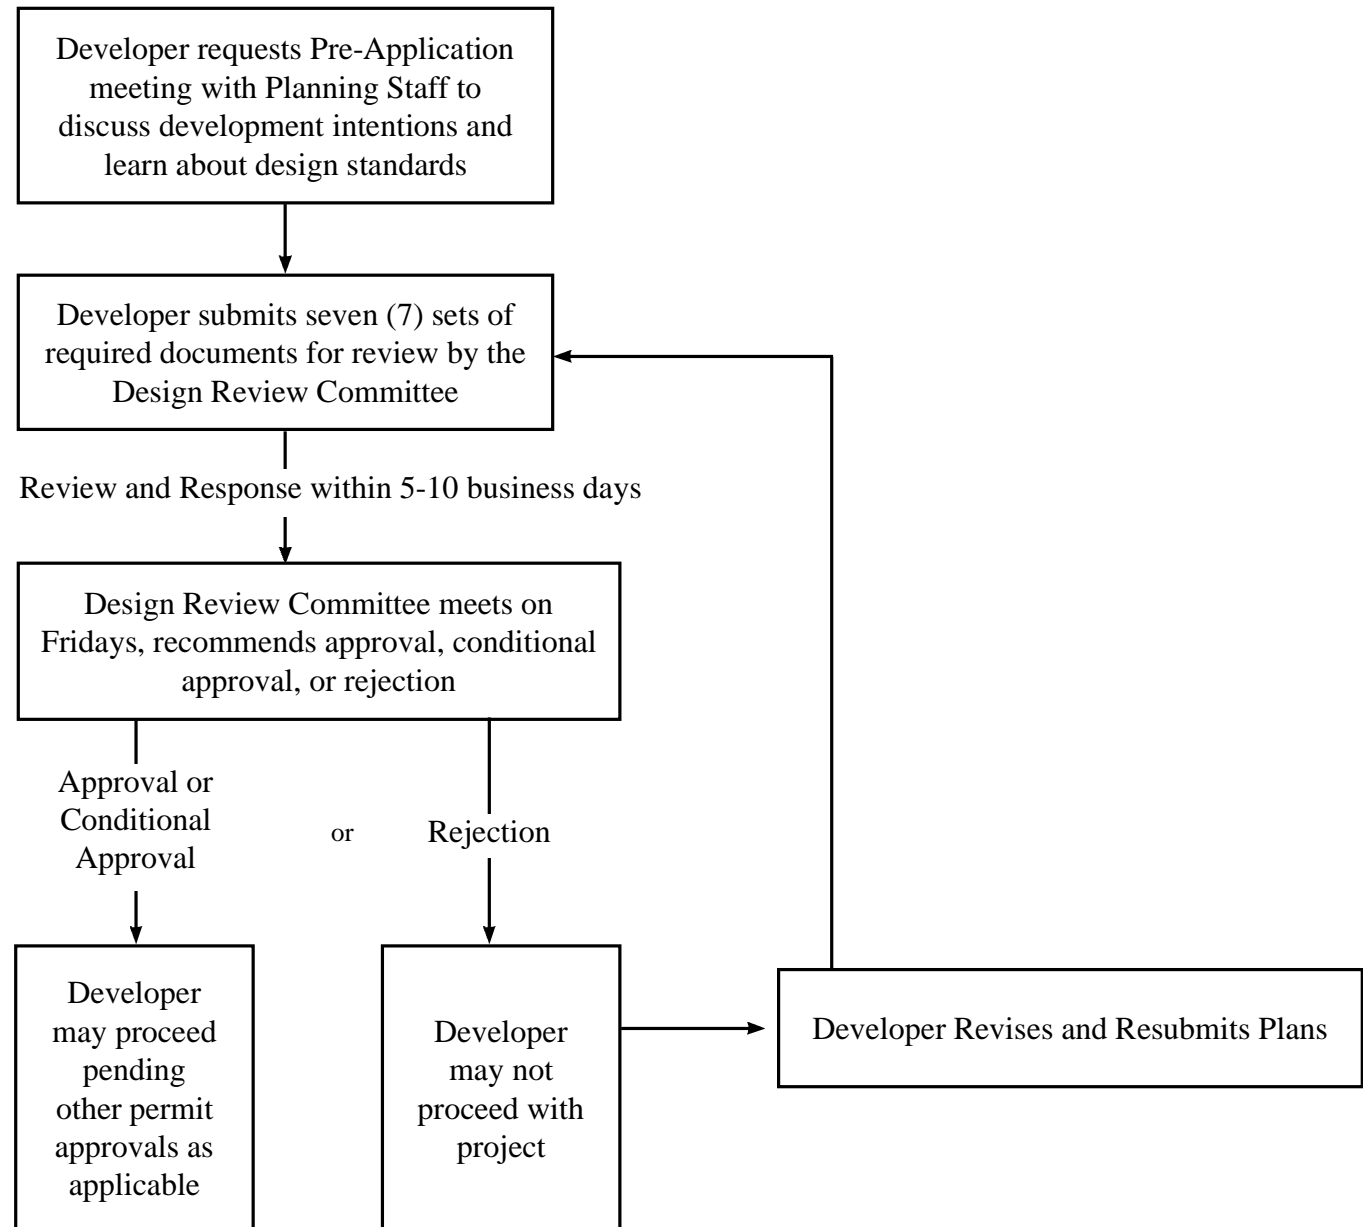 Developer requests Pre-Application
meeting with Planning Staff to
discuss development intentions and
learn about design standards
Developer submits seven (7) sets of
required documents for review by the
Design Review Committee
Review and Response within 5-10 business days
Design Review Committee meets on
Fridays, recommends approval, conditional
approval, or rejection
Approval or
Conditional
Approval
or
Rejection
Developer
may proceed
pending
other permit
approvals as
applicable
Developer
may not
proceed with
project
Developer Revises and Resubmits Plans